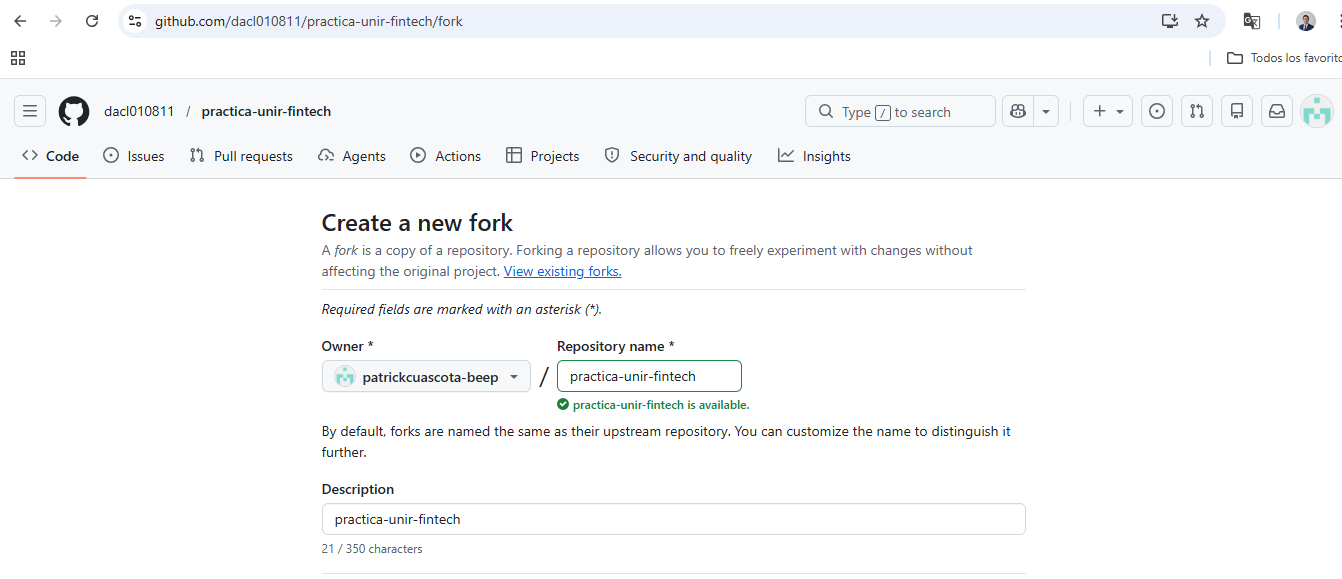 github.com/dacl010811/practica-unir-fintech/fork
Todos los favorito
dacl010811 / practica-unir-fintech
Type / to search
Code Issues Pull requests Agents Actions Projects Security and quality Insights
Create a new fork
A fork is a copy of a repository. Forking a repository allows you to freely experiment with changes without
affecting the original project. View existing forks.
Required fields are marked with an asterisk (*).
Owner * Repository name *
patrickcuascota-beep / practica-unir-fintech
practica-unir-fintech is available.
By default, forks are named the same as their upstream repository. You can customize the name to distinguish it
further.
Description
practica-unir-fintech
21 / 350 characters